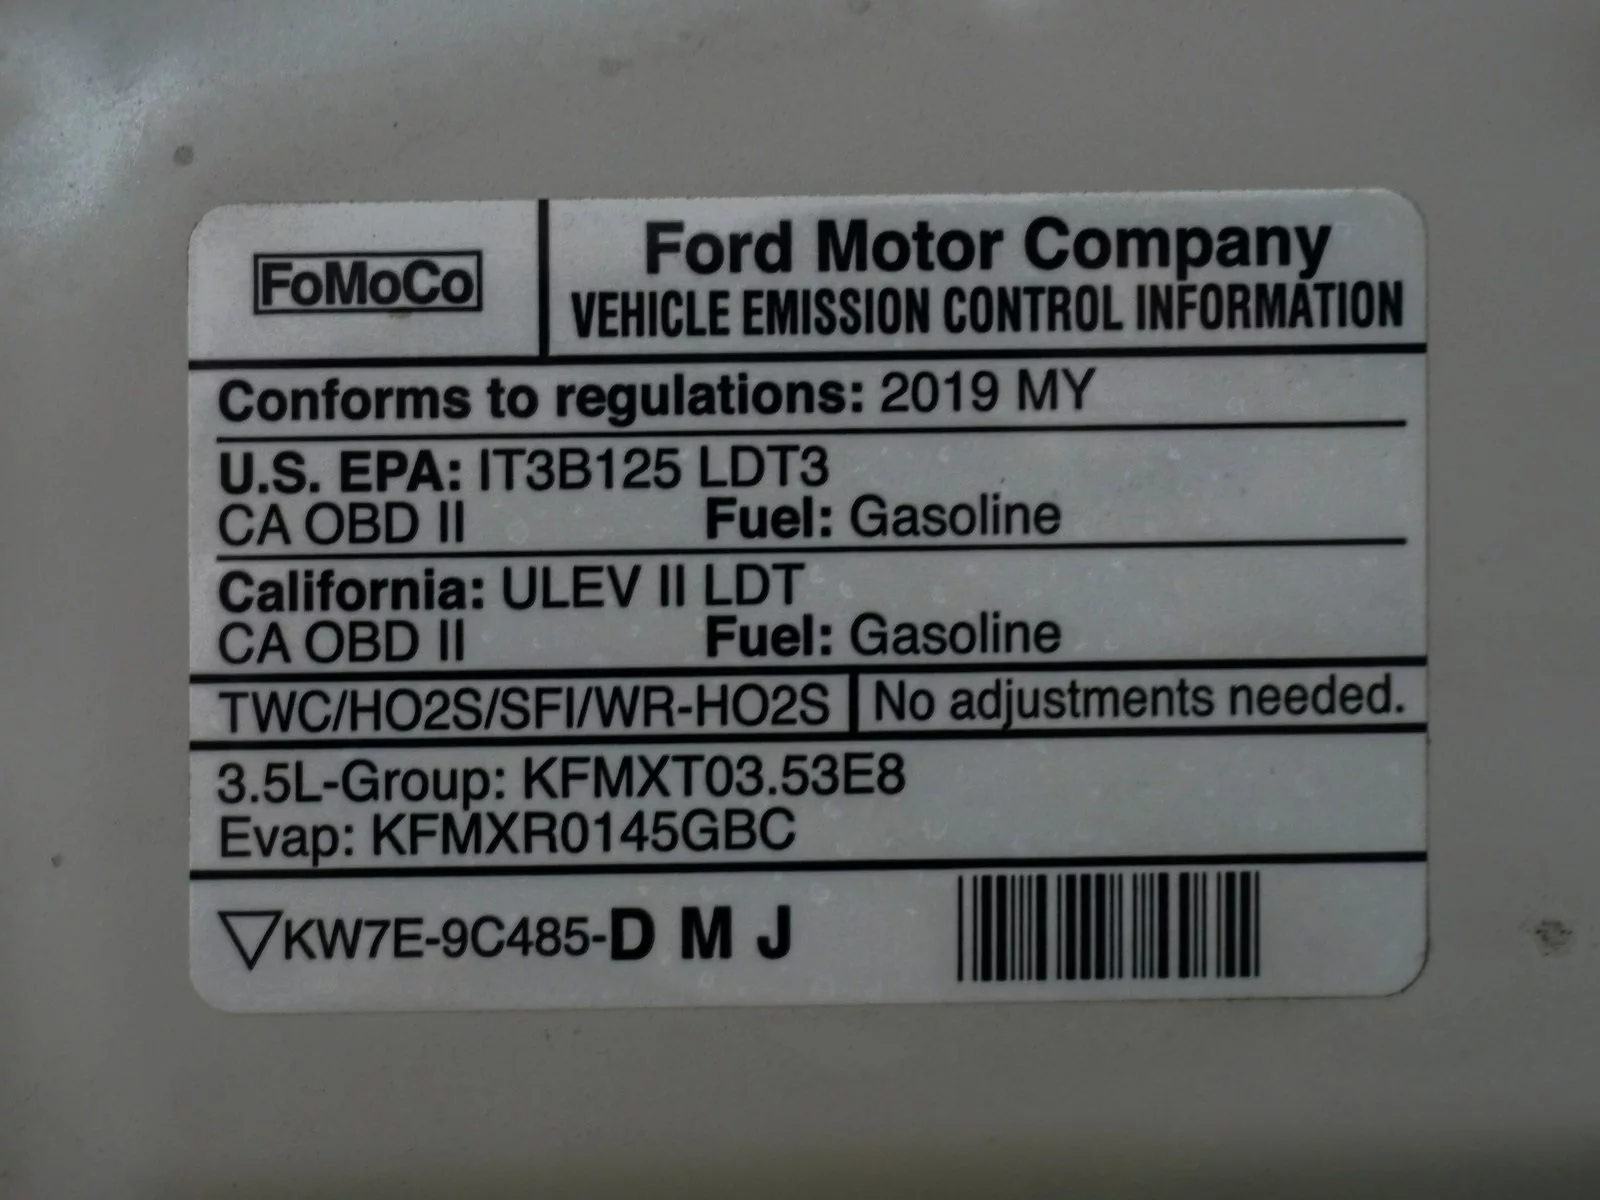 FoMoCo
Ford Motor Company
VEHICLE EMISSION CONTROL INFORMATION
Conforms to regulations: 2019 MY
U.S. EPA: IT3B125 LDT3
CA OBD II Fuel: Gasoline
California: ULEV II LDT
CA OBD II Fuel: Gasoline
TWC/HO2S/SFI/WR-HO2S No adjustments needed.
3.5L-Group: KFMXT03.53E8
Evap: KFMXR0145GBC
KW7E-9C485-D M J